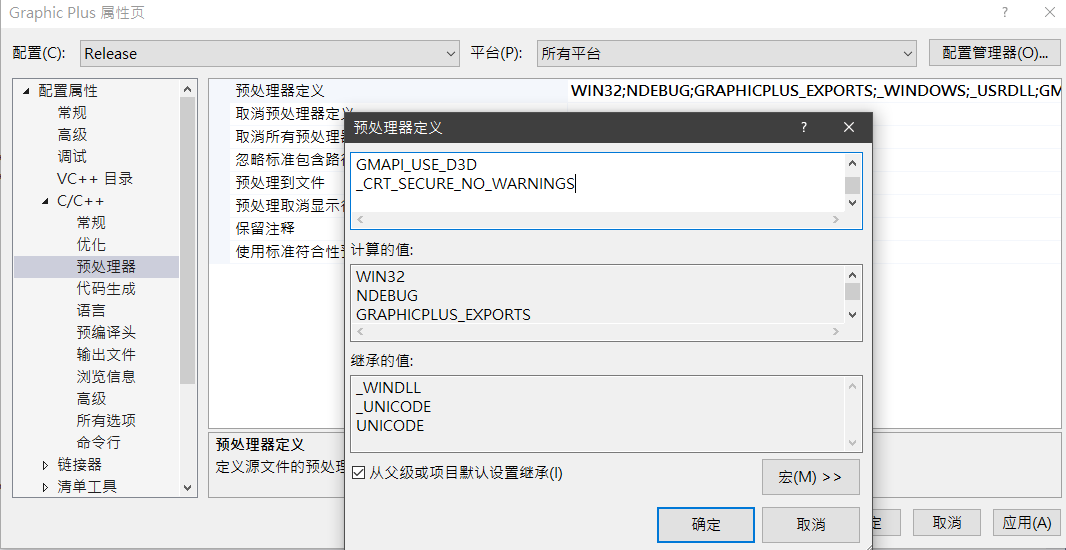 Graphic Plus 属性页
配置(C):
Release
平台(P):
所有平台
配置管理器(O)...
配置属性
常规
高级
调试
VC++ 目录
C/C++
常规
优化
预处理器
代码生成
语言
预编译头
输出文件
浏览信息
高级
所有选项
命令行
链接器
清单工具
预处理器定义
WIN32;NDEBUG;GRAPHICPLUS_EXPORTS;_WINDOWS;_USRDLL;GM
取消预处理器定义
取消所有预处理器
忽略标准包含路径
预处理到文件
预处理取消显示行
保留注释
使用标准符合性预
预处理器定义
定义源文件的预处理
预处理器定义
GMAPI_USE_D3D
_CRT_SECURE_NO_WARNINGS
计算的值:
WIN32
NDEBUG
GRAPHICPLUS_EXPORTS
继承的值:
_WINDLL
_UNICODE
UNICODE
从父级或项目默认设置继承(I)
宏(M) >>
确定
取消
定
取消
应用(A)